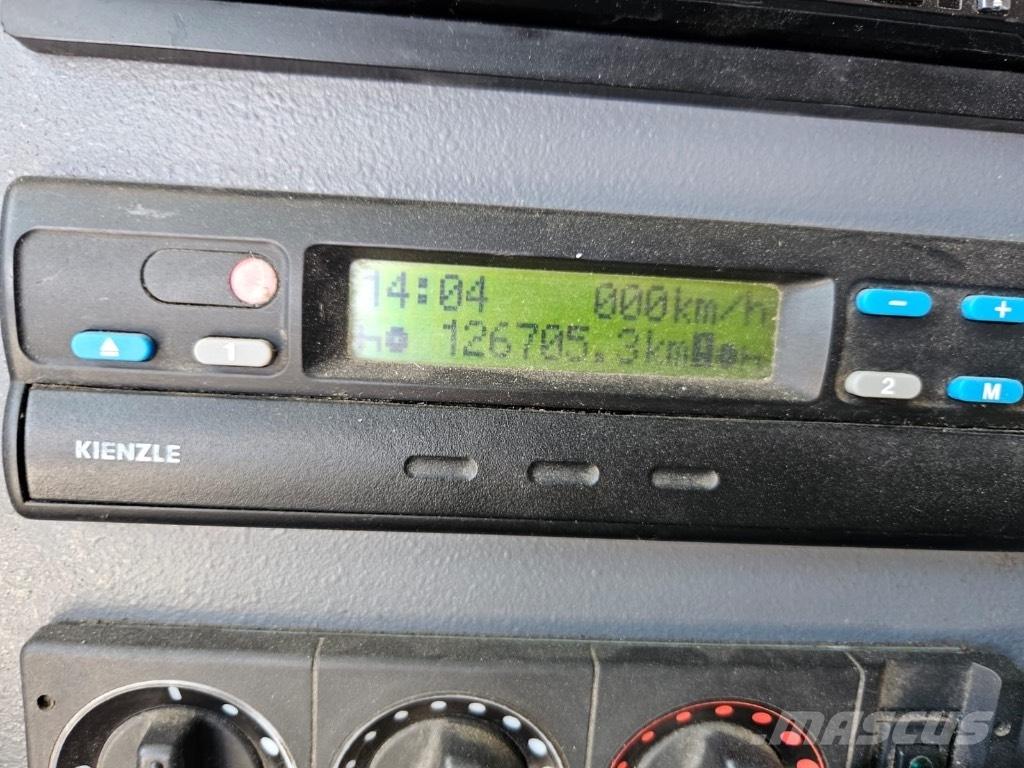 14:04 000km/h
126705.3km
1
2
- +
M
KIENZLE
MASCUS